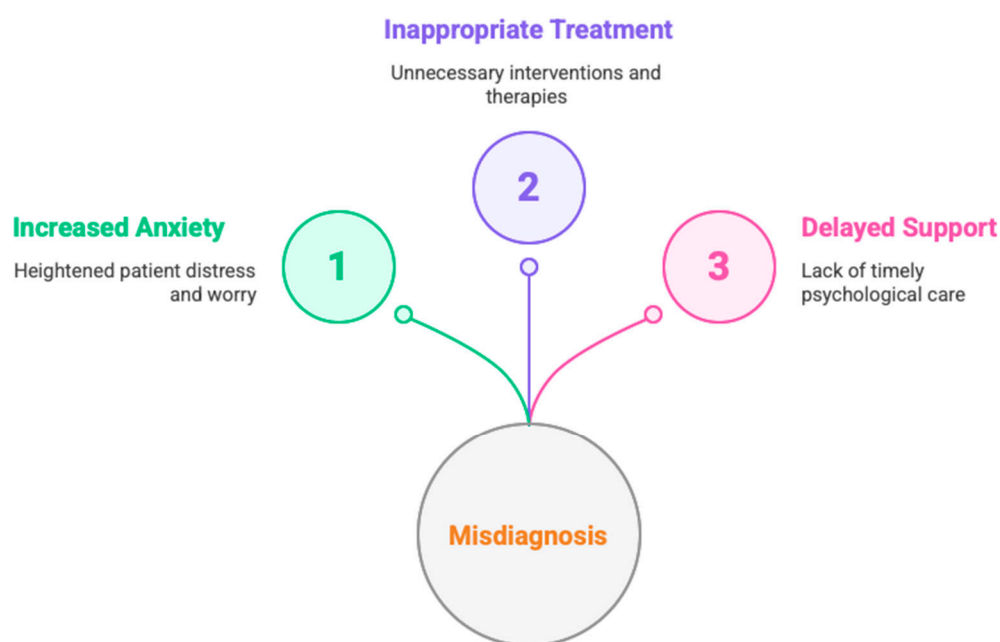 Inappropriate Treatment
Unnecessary interventions and
therapies
2
Increased Anxiety
Heightened patient distress
and worry
1
3
Delayed Support
Lack of timely
psychological care
Misdiagnosis